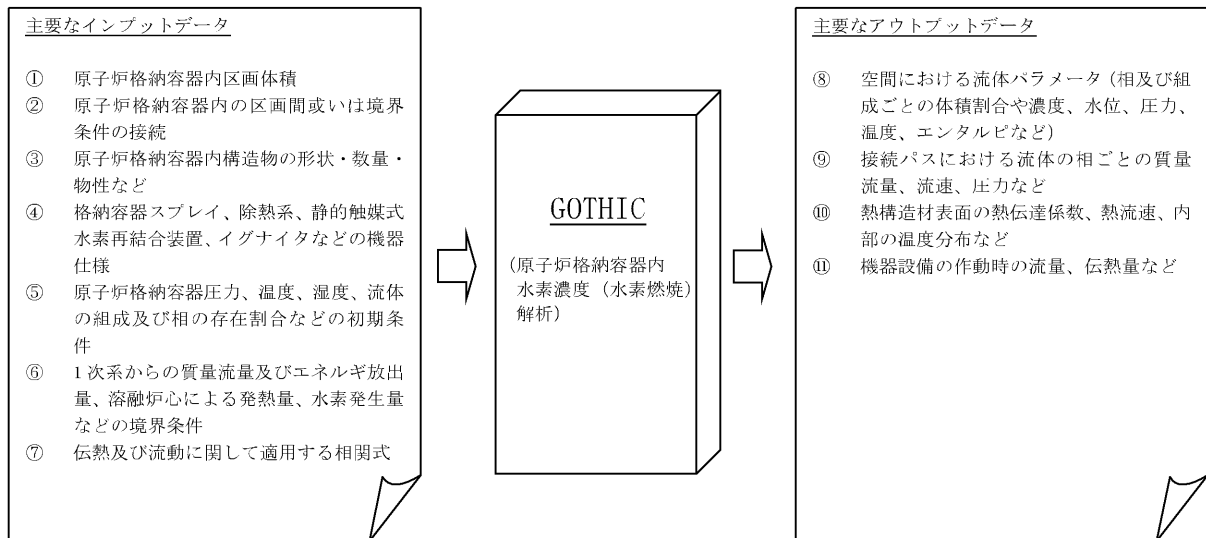 主要なインプットデータ
① 原子炉格納容器内区画体積
② 原子炉格納容器内の区画間或いは境界
条件の接続
③ 原子炉格納容器内構造物の形状・数量・
物性など
④ 格納容器スプレイ、除熱系、静的触媒式
水素再結合装置、イグナイタなどの機器
仕様
⑤ 原子炉格納容器圧力、温度、湿度、流体
の組成及び相の存在割合などの初期条
件
⑥ 1次系からの質量流量及びエネルギ放出
量、溶融炉心による発熱量、水素発生量
などの境界条件
⑦ 伝熱及び流動に関して適用する相関式
GOTHIC
(原子炉格納容器内
水素濃度(水素燃焼)
解析)
主要なアウトプットデータ
⑧ 空間における流体パラメータ(相及び組
成ごとの体積割合や濃度、水位、圧力、
温度、エンタルピなど)
⑨ 接続パスにおける流体の相ごとの質量
流量、流速、圧力など
⑩ 熱構造材表面の熱伝達係数、熱流速、内
部の温度分布など
⑪ 機器設備の作動時の流量、伝熱量など